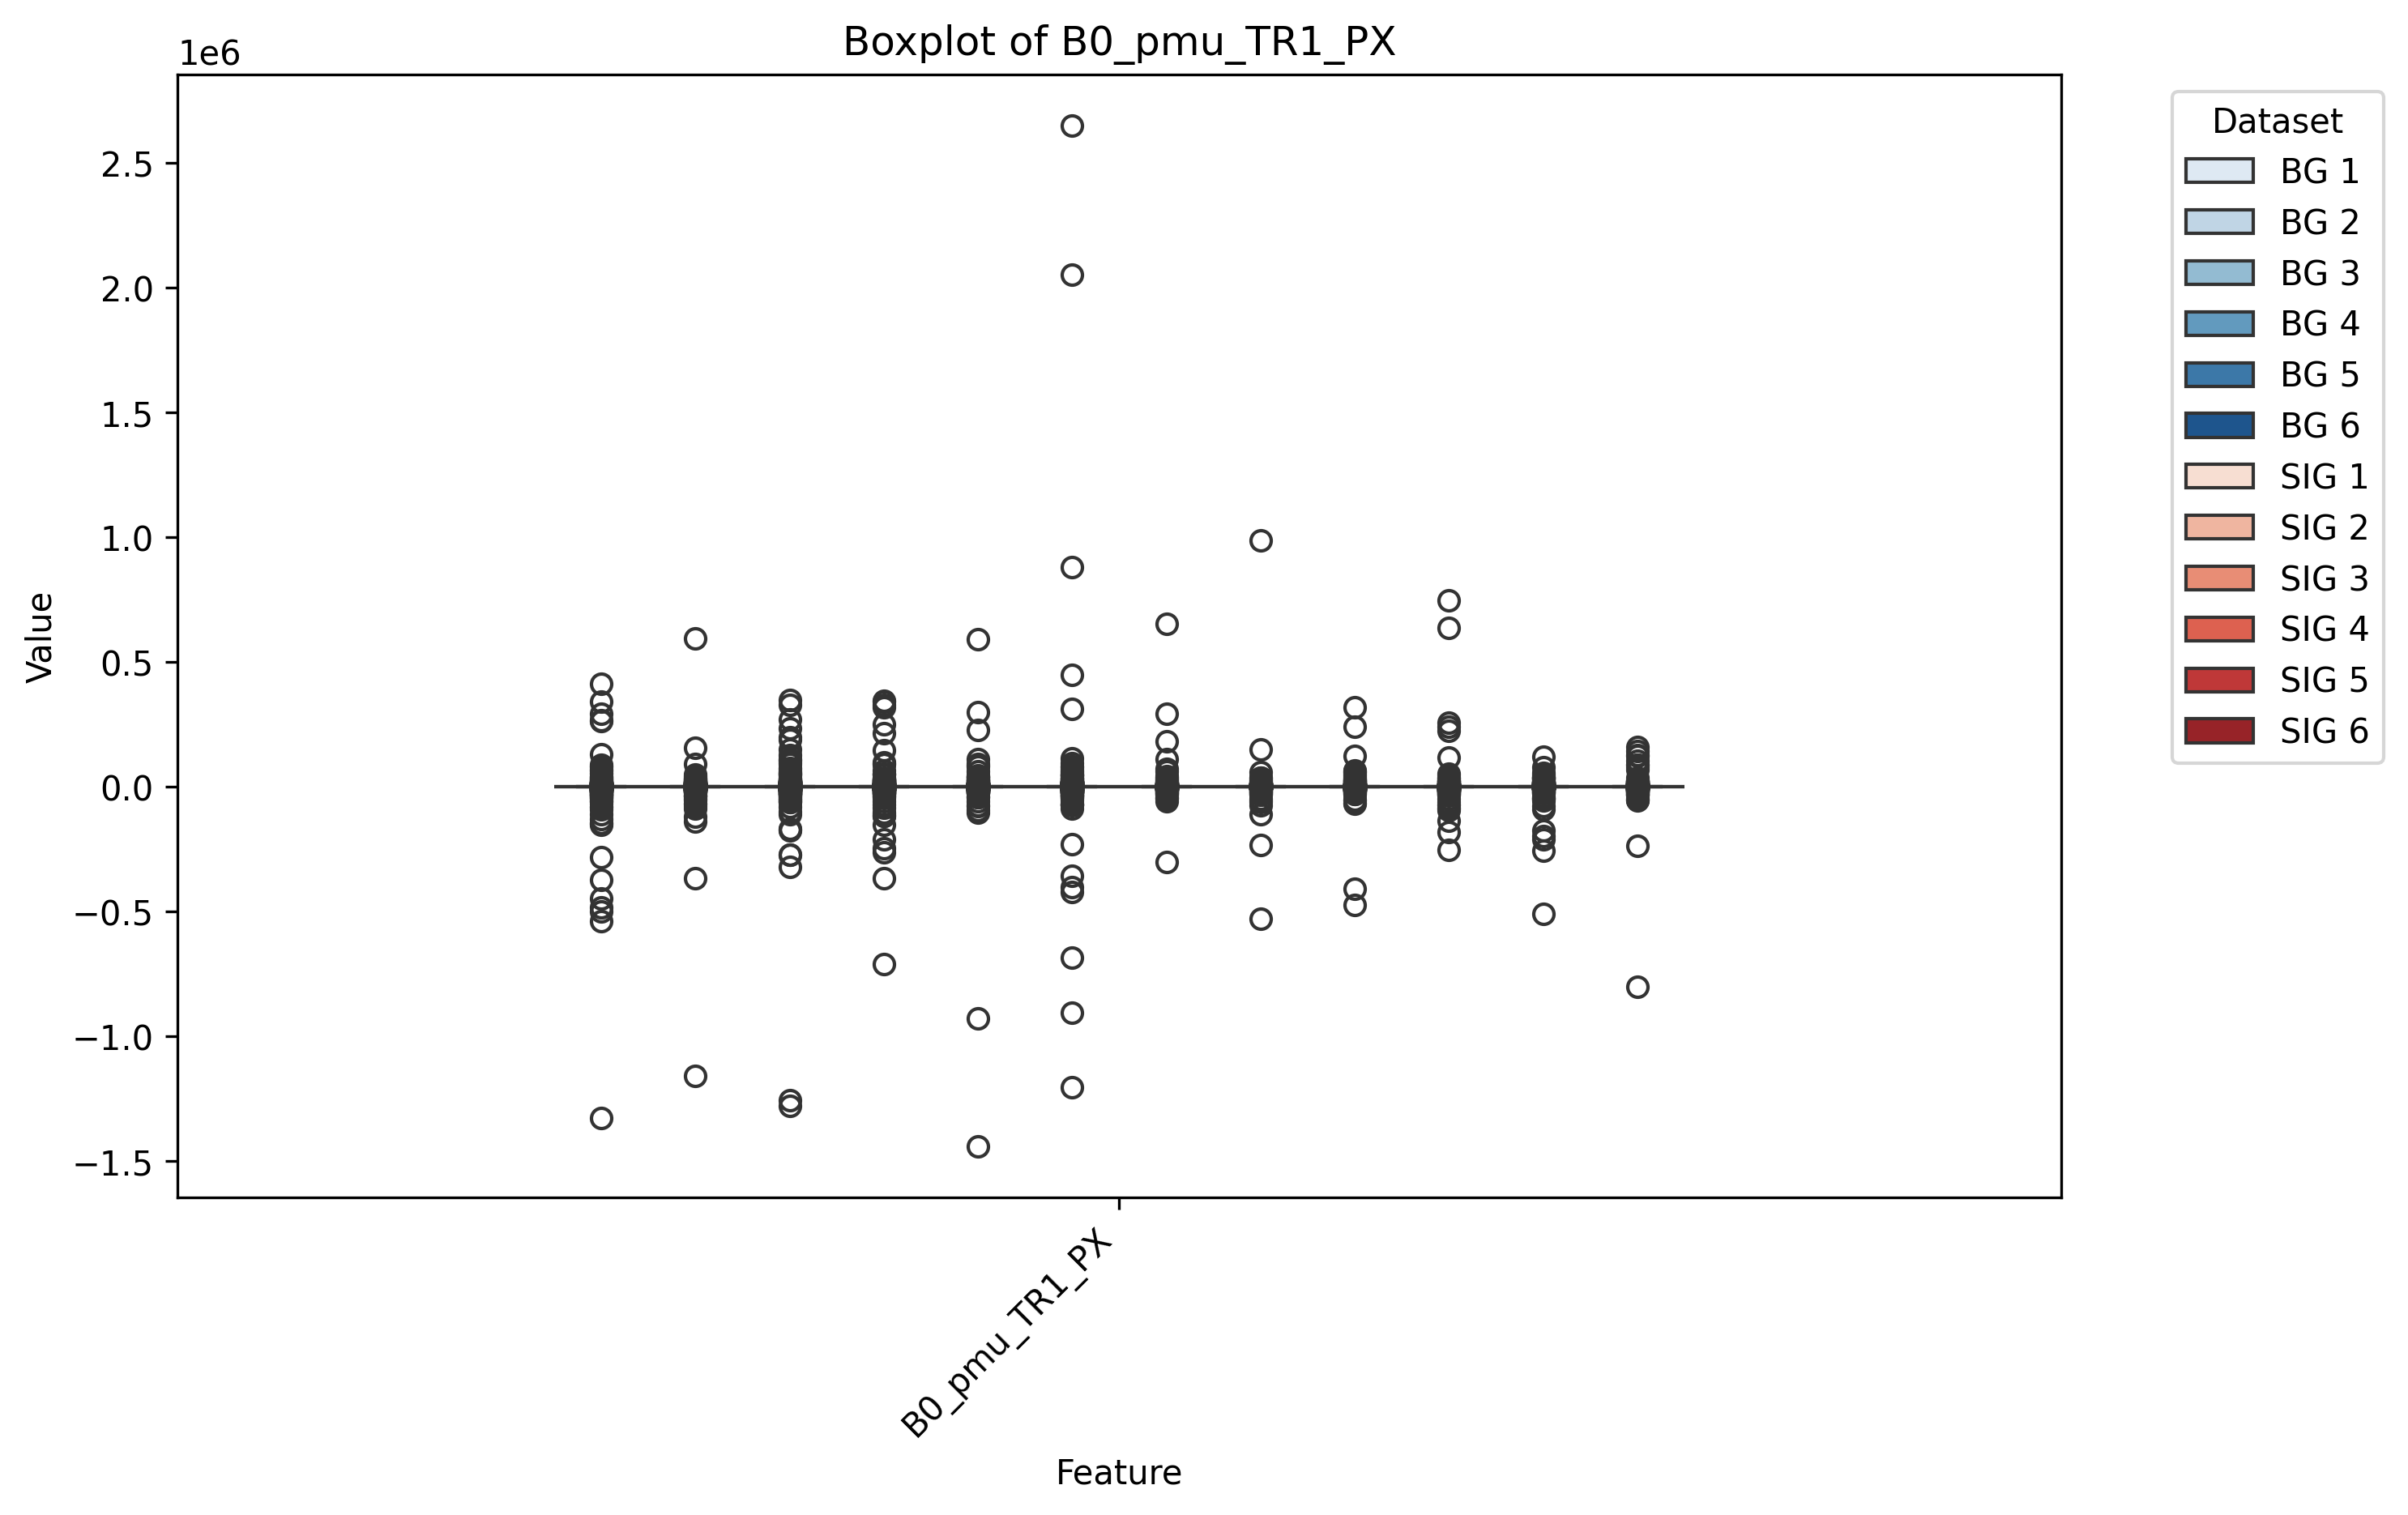 Boxplot of B0_pmu_TR1_PX
1e6
2.5
2.0
1.5
1.0
0.5
0.0
−0.5
−1.0
−1.5
Value
B0_pmu_TR1_PX
Feature
Dataset
BG 1
BG 2
BG 3
BG 4
BG 5
BG 6
SIG 1
SIG 2
SIG 3
SIG 4
SIG 5
SIG 6